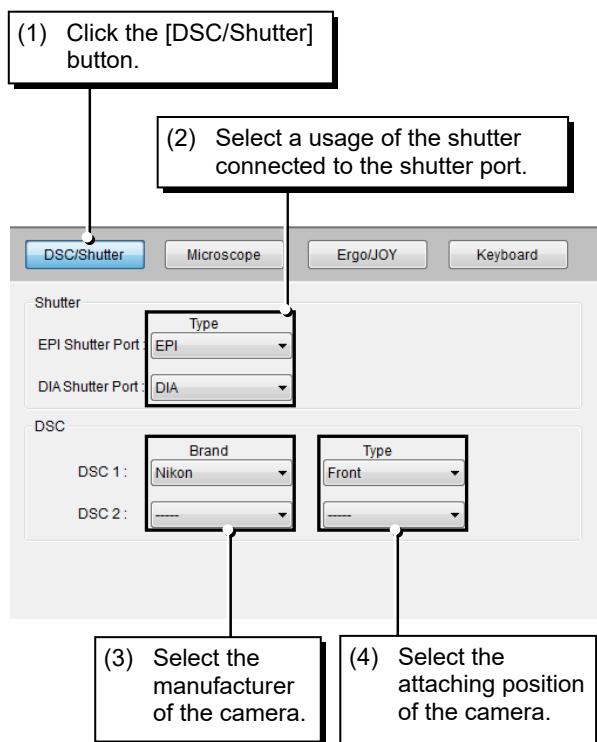 (1) Click the [DSC/Shutter]
button.
(2) Select a usage of the shutter
connected to the shutter port.
DSC/Shutter Microscope Ergo/JOY Keyboard
Shutter
Type
EPI Shutter Port : EPI
DIA Shutter Port : DIA
DSC
Brand Type
DSC 1 : Nikon Front
DSC 2 : ----- -----
(3) Select the
manufacturer
of the camera.
(4) Select the
attaching position
of the camera.